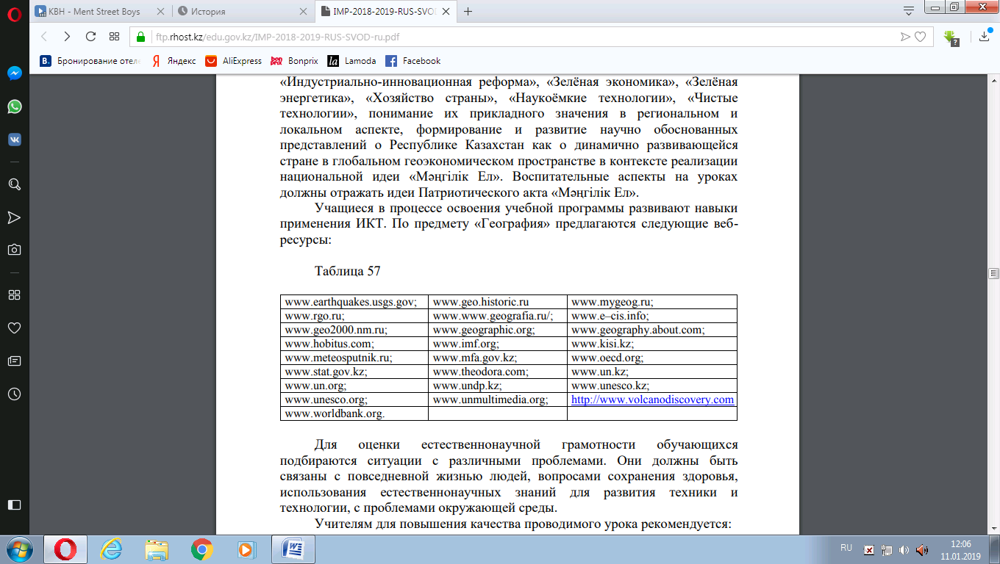 KBH - Ment Street Boys
История
IMP-2018-2019-RUS-SVOD
ftp.rhost.kz/edu.gov.kz/IMP-2018-2019-RUS-SVOD-ru.pdf
Бронирование отеле
Яндекс
AliExpress
Bonprix
Lamoda
Facebook
«Индустриально-инновационная реформа», «Зелёная экономика», «Зелёная
энергетика», «Хозяйство страны», «Наукоёмкие технологии», «Чистые
технологии», понимание их прикладного значения в региональном и
локальном аспекте, формирование и развитие научно обоснованных
представлений о Республике Казахстан как о динамично развивающейся
стране в глобальном геоэкономическом пространстве в контексте реализации
национальной идеи «Мәңгілік Ел». Воспитательные аспекты на уроках
должны отражать идеи Патриотического акта «Мәңгілік Ел».
Учащиеся в процессе освоения учебной программы развивают навыки
применения ИКТ. По предмету «География» предлагаются следующие веб-
ресурсы:
Таблица 57
www.earthquakes.usgs.gov; www.geo.historic.ru www.mygeog.ru;
www.rgo.ru; www.www.geografia.ru/; www.e–cis.info;
www.geo2000.nm.ru; www.geographic.org; www.geography.about.com;
www.hobitus.com; www.imf.org; www.kisi.kz;
www.meteosputnik.ru; www.mfa.gov.kz; www.oecd.org;
www.stat.gov.kz; www.theodora.com; www.un.kz;
www.un.org; www.undp.kz; www.unesco.kz;
www.unesco.org; www.unmultimedia.org; http://www.volcanodiscovery.com
www.worldbank.org.
Для оценки естественнонаучной грамотности обучающихся
подбираются ситуации с различными проблемами. Они должны быть
связаны с повседневной жизнью людей, вопросами сохранения здоровья,
использования естественнонаучных знаний для развития техники и
технологии, с проблемами окружающей среды.
Учителям для повышения качества проводимого урока рекомендуется:
RU
12:06
11.01.2019